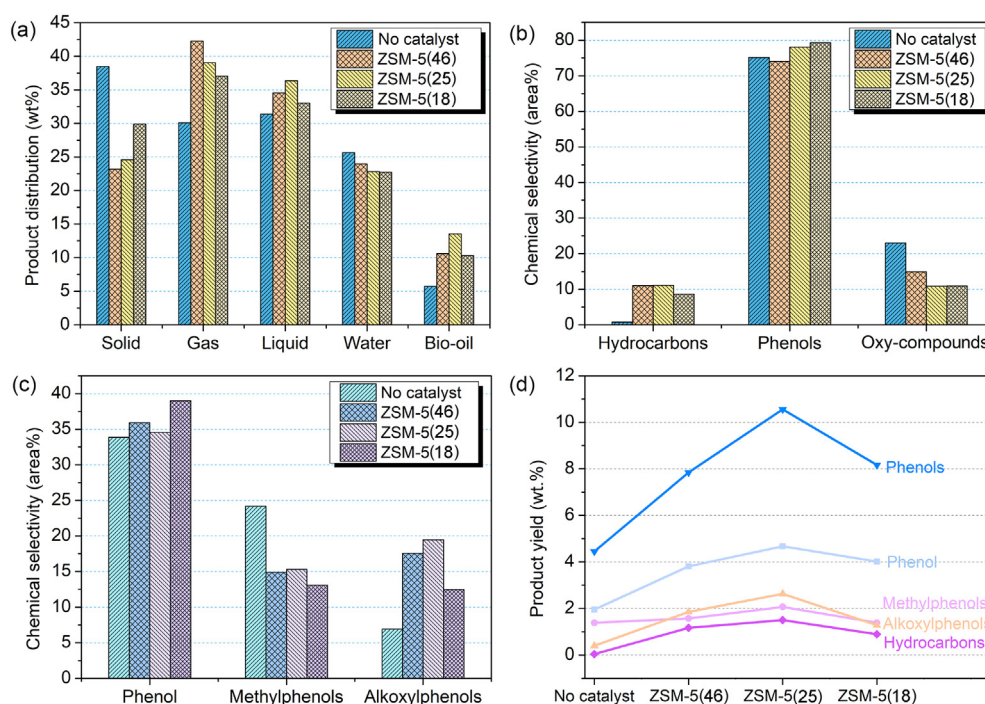 (a)
Product distribution (wt%)
45
40
35
30
25
20
15
10
5
0
No catalyst
ZSM-5(46)
ZSM-5(25)
ZSM-5(18)
Solid Gas Liquid Water Bio-oil
(b)
Chemical selectivity (area%)
80
70
60
50
40
30
20
10
0
No catalyst
ZSM-5(46)
ZSM-5(25)
ZSM-5(18)
Hydrocarbons Phenols Oxy-compounds
(c)
Chemical selectivity (area%)
40
35
30
25
20
15
10
5
0
No catalyst
ZSM-5(46)
ZSM-5(25)
ZSM-5(18)
Phenol Methylphenols Alkoxylphenols
(d)
Product yield (wt.%)
12
10
8
6
4
2
0
Phenols
Phenol
Methylphenols
Alkoxylphenols
Hydrocarbons
No catalyst ZSM-5(46) ZSM-5(25) ZSM-5(18)